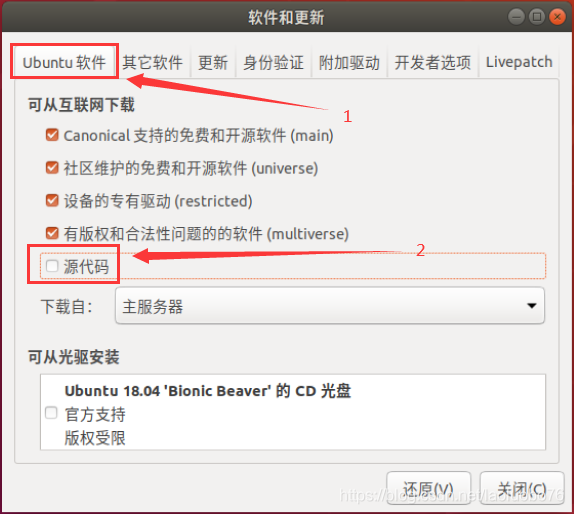 软件和更新
Ubuntu 软件 其它软件 更新 身份验证 附加驱动 开发者选项 Livepatch
1
可从互联网下载
Canonical 支持的免费和开源软件 (main)
社区维护的免费和开源软件 (universe)
设备的专有驱动 (restricted)
有版权和合法性问题的的软件 (multiverse)
2
源代码
下载自: 主服务器
可从光驱安装
Ubuntu 18.04 'Bionic Beaver' 的 CD 光盘
官方支持
版权受限
还原(V) 关闭(C)